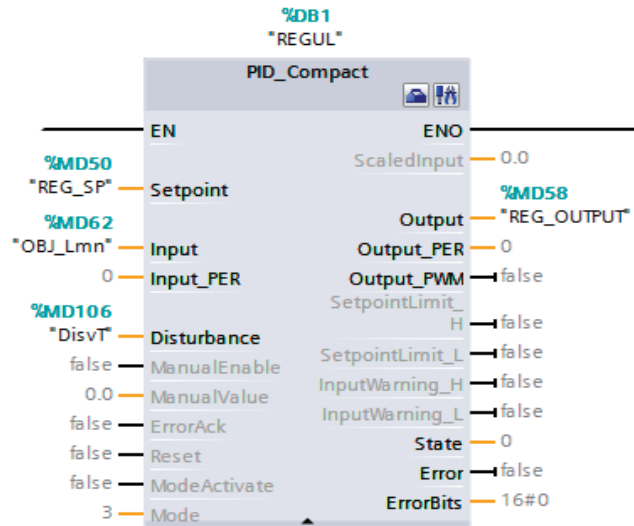 %DB1
"REGUL"
PID_Compact
EN ENO
ScaledInput 0.0
%MD50
"REG_SP" Setpoint
%MD58
Output "REG_OUTPUT"
%MD62
"OBJ_Lmn" Input Output_PER 0
0 Input_PER Output_PWM false
SetpointLimit_
H false
%MD106
"DisvT" Disturbance
SetpointLimit_L false
false ManualEnable
InputWarning_H false
0.0 ManualValue
InputWarning_L false
false ErrorAck
State 0
false Reset
Error false
false ModeActivate
ErrorBits 16#0
3 Mode